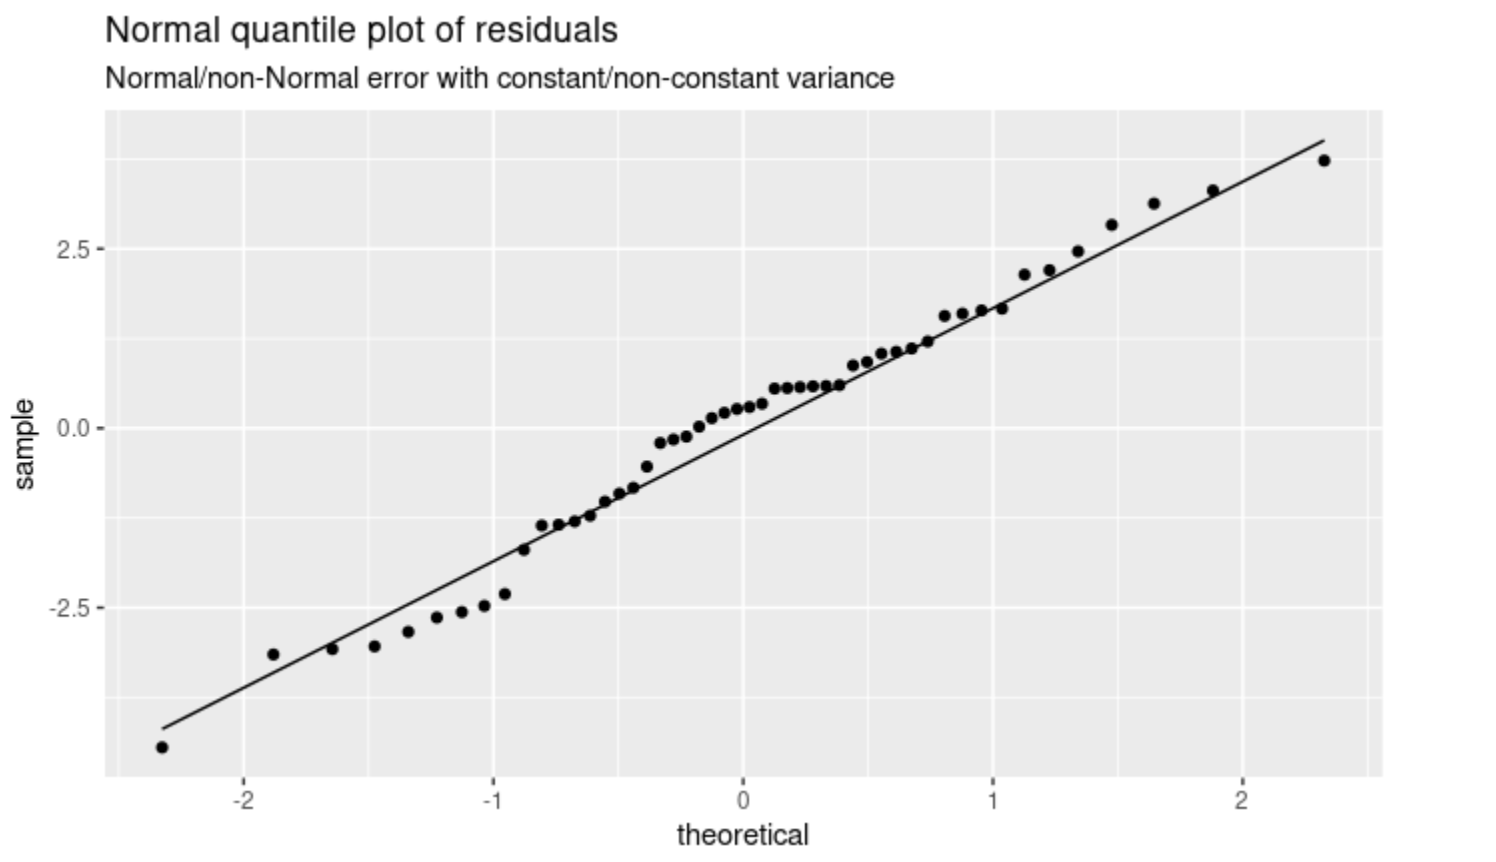 Normal quantile plot of residuals
Normal/non-Normal error with constant/non-constant variance
2.5
0.0
-2.5
sample
-2 -1 0 1 2
theoretical